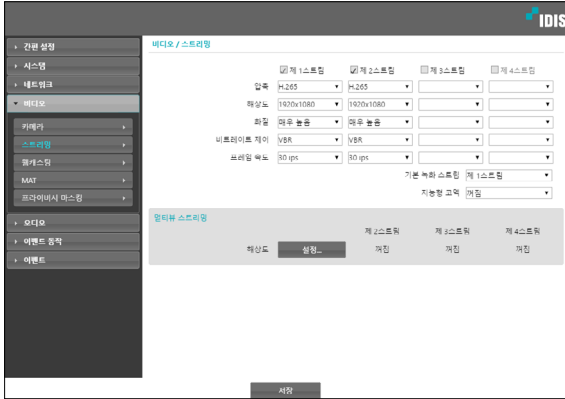 IDIS
간편 설정
시스템
네트워크
비디오
카메라
스트리밍
웹캐스팅
MAT
프라이버시 마스킹
오디오
이벤트 동작
이벤트
비디오 / 스트리밍
제 1스트림 제 2스트림 제 3스트림 제 4스트림
압축 H.265 H.265
해상도 1920x1080 1920x1080
화질 매우 높음 매우 높음
비트레이트 제어 VBR VBR
프레임 속도 30 ips 30 ips
기본 녹화 스트림 제 1스트림
지능형 코덱 꺼짐
멀티뷰 스트리밍
제 2스트림 제 3스트림 제 4스트림
해상도 설정... 꺼짐 꺼짐 꺼짐
저장